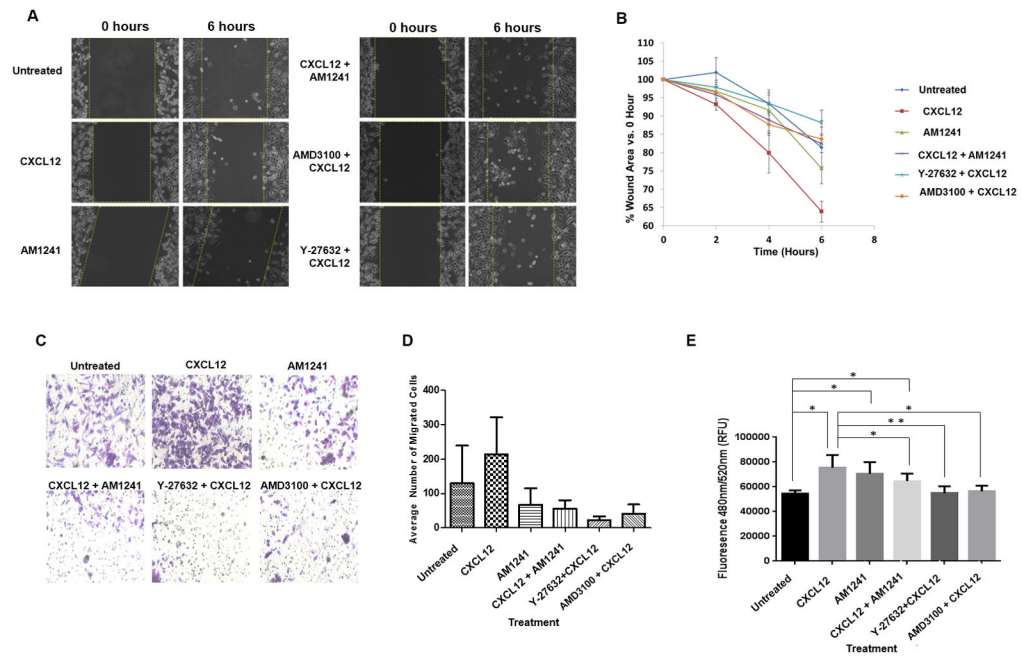 A
0 hours 6 hours
Untreated
CXCL12
AM1241
0 hours 6 hours
CXCL12 +
AM1241
AMD3100 +
CXCL12
Y-27632 +
CXCL12
B
% Wound Area vs. 0 Hour
110
105
100
95
90
85
80
75
70
65
60
0 2 4 6 8
Time (Hours)
Untreated
CXCL12
AM1241
CXCL12 + AM1241
Y-27632 + CXCL12
AMD3100 + CXCL12
C
Untreated CXCL12 AM1241
CXCL12 + AM1241 Y-27632 + CXCL12 AMD3100 + CXCL12
D
Average Number of Migrated Cells
400
300
200
100
0
Untreated
CXCL12
AM1241
CXCL12 + AM1241
Y-27632+CXCL12
AMD3100 + CXCL12
Treatment
E
*
*
* * *
*
*
Fluoresence 480nm/520nm (RFU)
100000
80000
60000
40000
20000
0
Untreated
CXCL12
AM1241
CXCL12 + AM1241
Y-27632+CXCL12
AMD3100 + CXCL12
Treatment